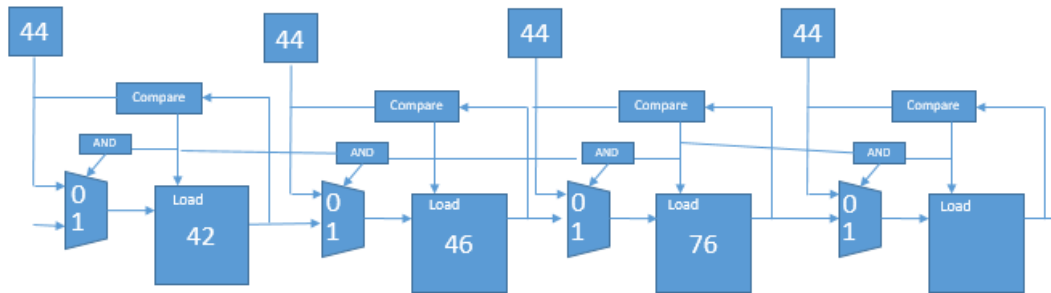 44 44 44 44
Compare Compare Compare Compare
AND AND AND AND
0 0 0 0
1 1 1 1
Load Load Load Load
42 46 76